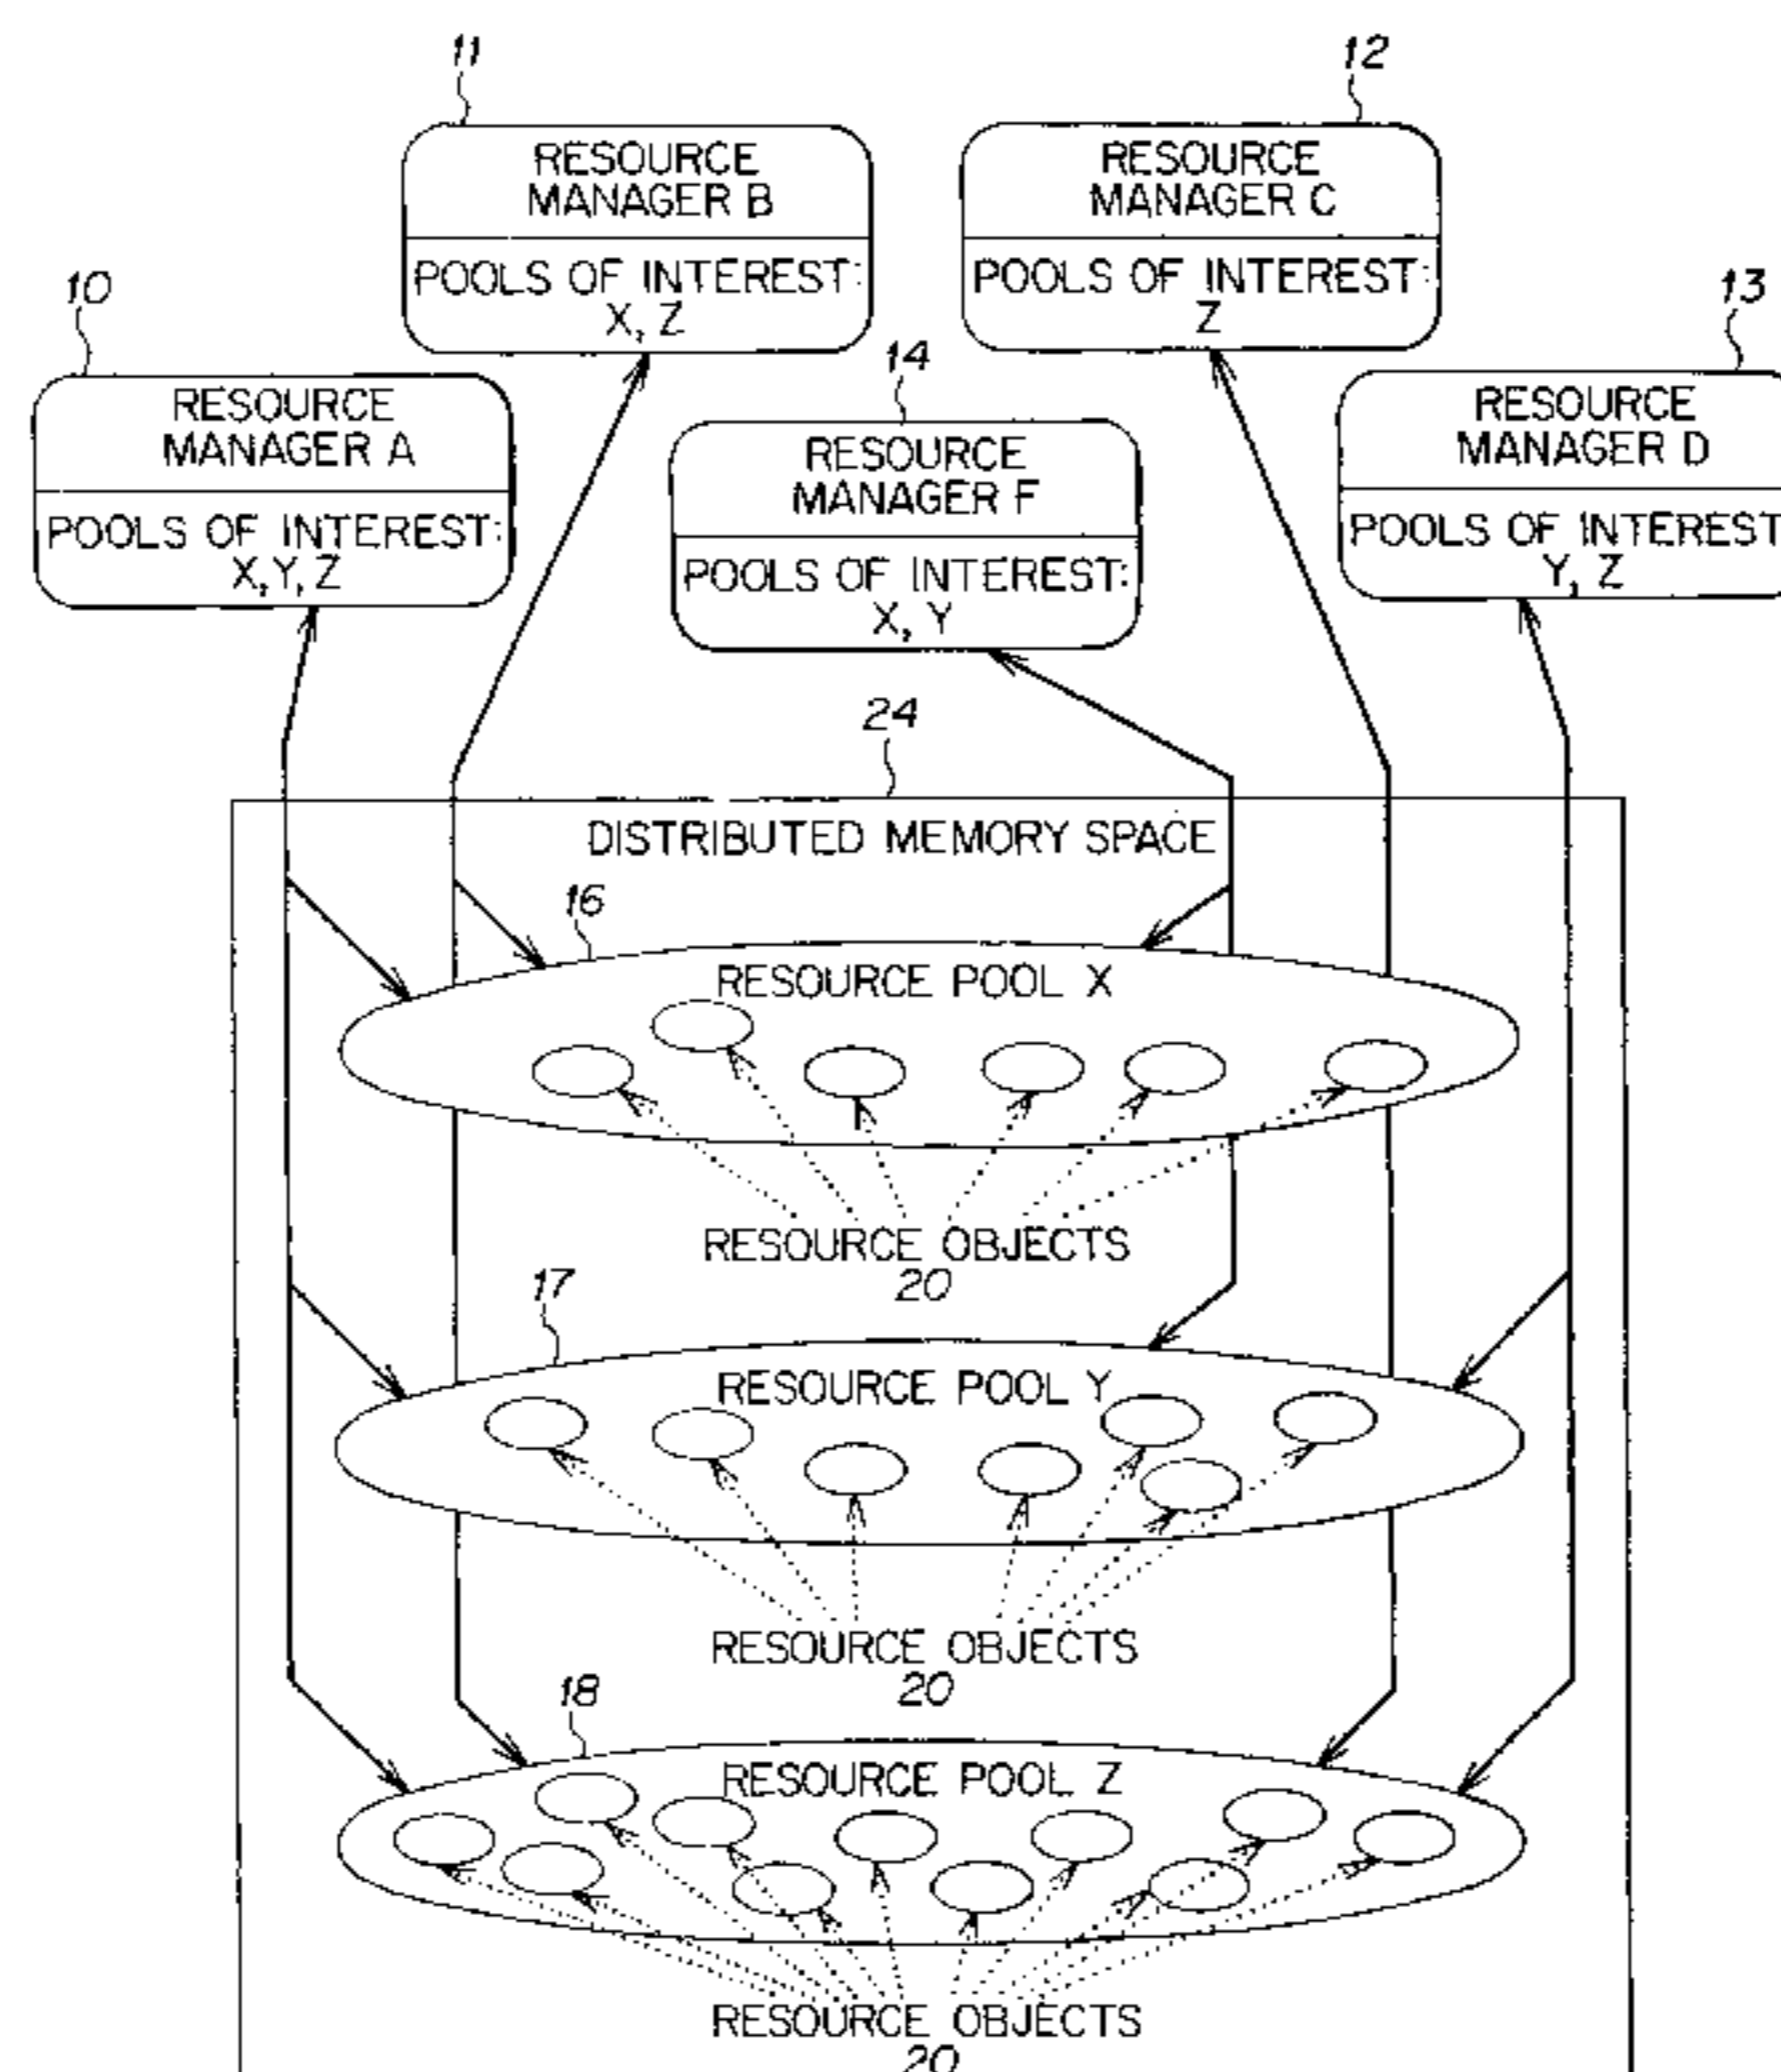 11
12
RESOURCE
MANAGER B
POOLS OF INTEREST:
X, Z
RESOURCE
MANAGER C
POOLS OF INTEREST:
Z
10
14
13
RESOURCE
MANAGER A
POOLS OF INTEREST:
X, Y, Z
RESOURCE
MANAGER F
POOLS OF INTEREST:
X, Y
RESOURCE
MANAGER D
POOLS OF INTEREST
Y, Z
24
DISTRIBUTED MEMORY SPACE
16
RESOURCE POOL X
RESOURCE OBJECTS
20
17
RESOURCE POOL Y
RESOURCE OBJECTS
20
18
RESOURCE POOL Z
RESOURCE OBJECTS
20